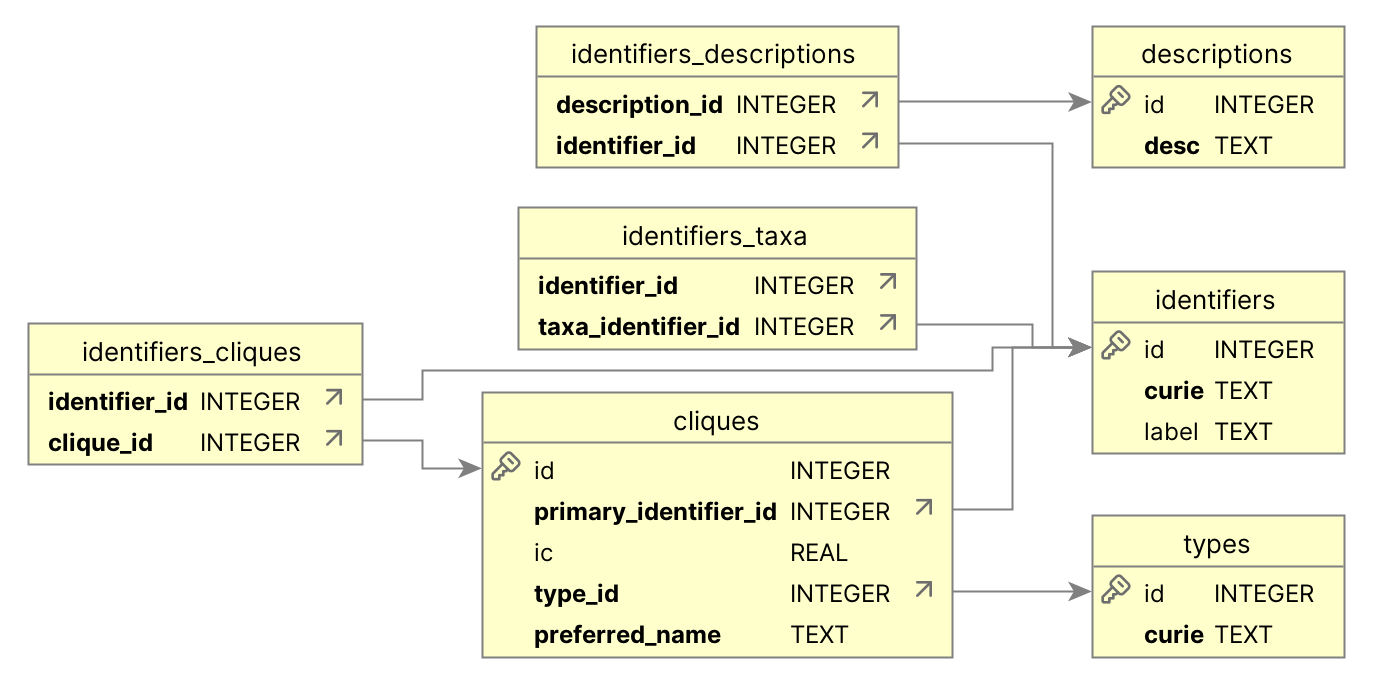 identifiers_descriptions
description_id INTEGER
identifier_id INTEGER
descriptions
id INTEGER
desc TEXT
identifiers_taxa
identifier_id INTEGER
taxa_identifier_id INTEGER
identifiers
id INTEGER
curie TEXT
label TEXT
identifiers_cliques
identifier_id INTEGER
clique_id INTEGER
cliques
id INTEGER
primary_identifier_id INTEGER
ic REAL
type_id INTEGER
preferred_name TEXT
types
id INTEGER
curie TEXT